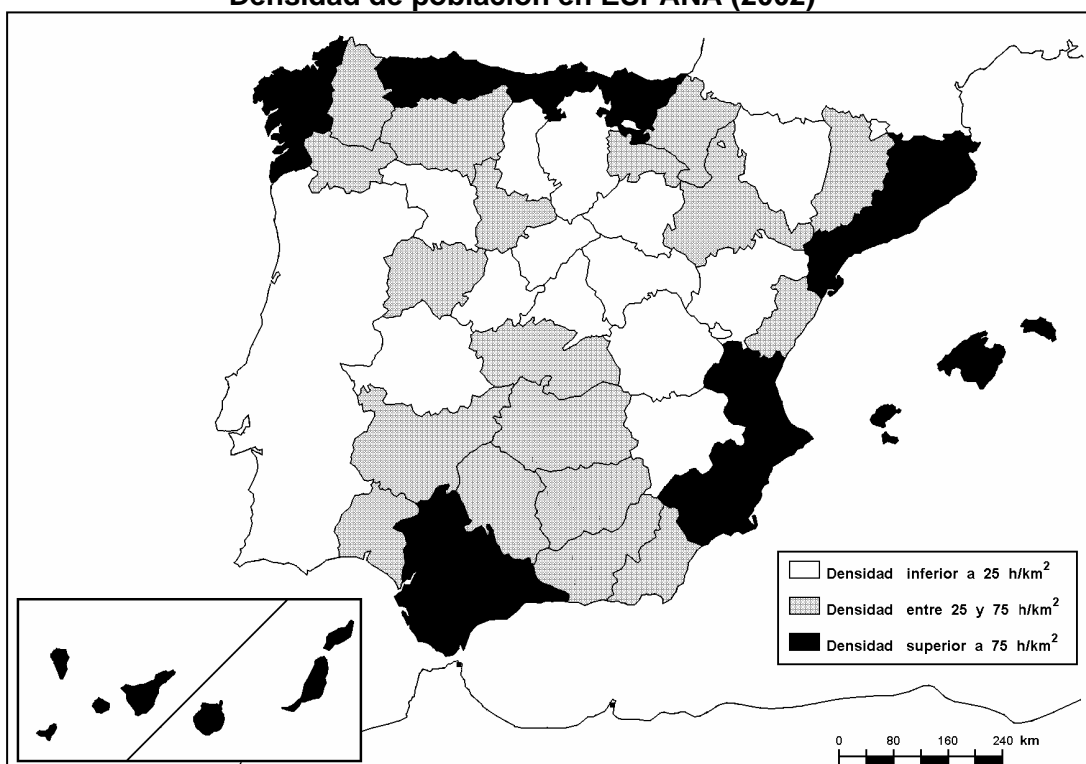 Densidad de población en ESPAÑA (2002)
Densidad inferior a 25 h/km²
Densidad entre 25 y 75 h/km²
Densidad superior a 75 h/km²
0 80 160 240 km